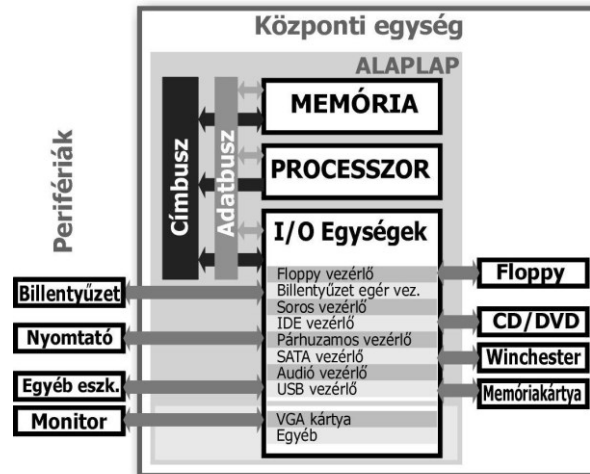 Központi egység
ALAPLAP
Perifériák
Címbusz
Adatbusz
MEMÓRIA
PROCESSZOR
I/O Egységek
Floppy vezérlő
Billentyűzet egér vez.
Soros vezérlő
IDE vezérlő
Párhuzamos vezérlő
SATA vezérlő
Audió vezérlő
USB vezérlő
VGA kártya
Egyéb
Billentyűzet
Nyomtató
Egyéb eszk.
Monitor
Floppy
CD/DVD
Winchester
Memóriakártya